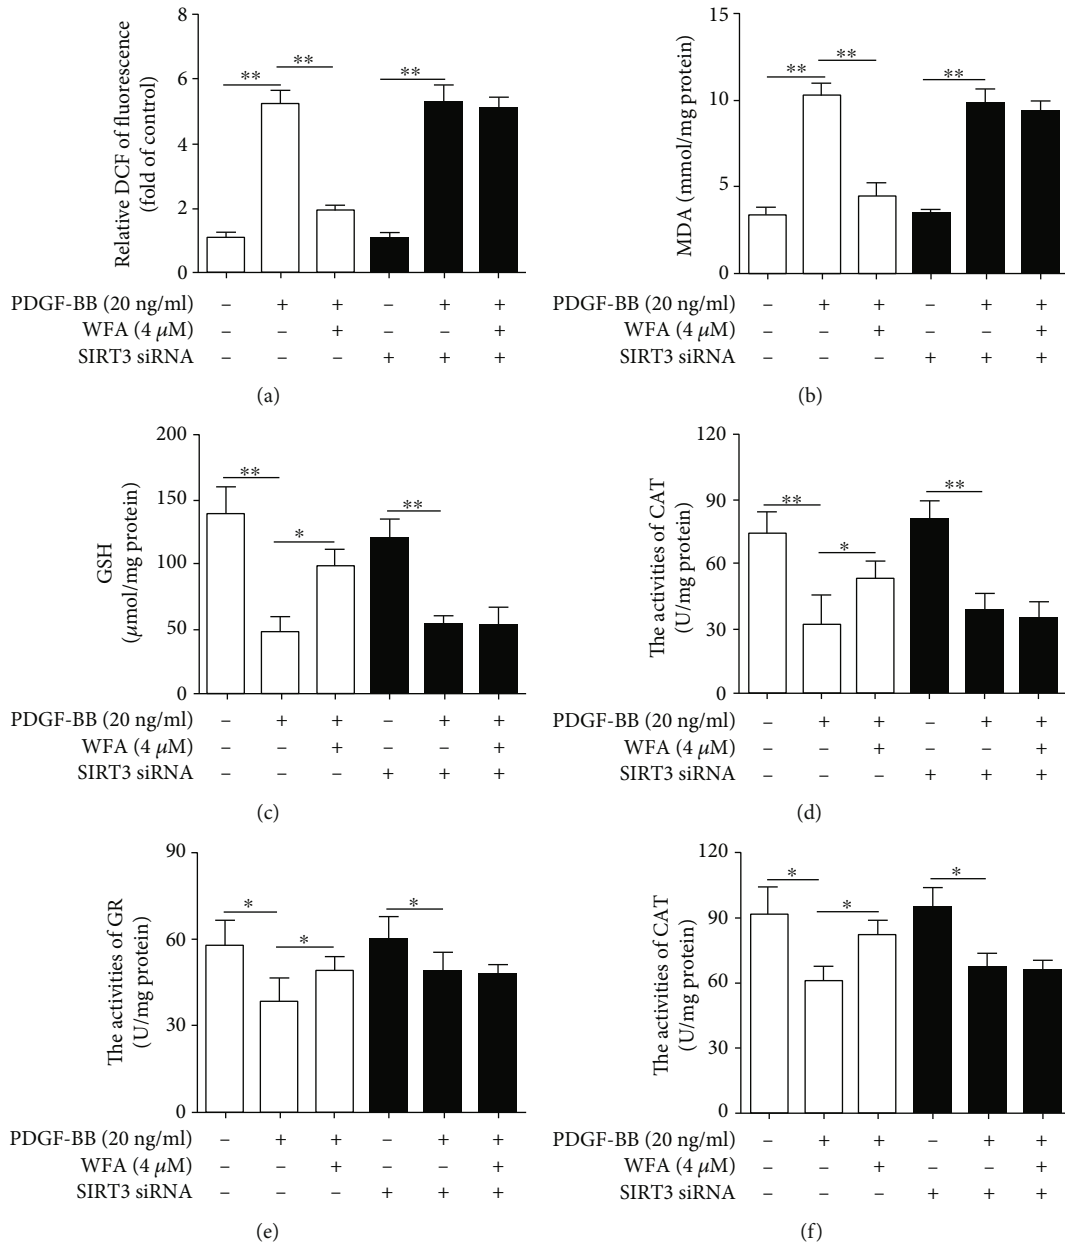 8
6
4
2
0
Relative DCF of fluorescence
(fold of control)
** ** **
PDGF-BB (20 ng/ml) – + + – + +
WFA (4 μM) – – + – – +
SIRT3 siRNA – – – + + +
(a)
15
10
5
0
MDA (mmol/mg protein)
** ** **
PDGF-BB (20 ng/ml) – + + – + +
WFA (4 μM) – – + – – +
SIRT3 siRNA – – – + + +
(b)
200
150
100
50
0
GSH
(μmol/mg protein)
** * **
PDGF-BB (20 ng/ml) – + + – + +
WFA (4 μM) – – + – – +
SIRT3 siRNA – – – + + +
(c)
120
90
60
30
0
The activities of CAT
(U/mg protein)
** * **
PDGF-BB (20 ng/ml) – + + – + +
WFA (4 μM) – – + – – +
SIRT3 siRNA – – – + + +
(d)
90
60
30
0
The activities of GR
(U/mg protein)
* * *
PDGF-BB (20 ng/ml) – + + – + +
WFA (4 μM) – – + – – +
SIRT3 siRNA – – – + + +
(e)
120
90
60
30
0
The activities of CAT
(U/mg protein)
* * *
PDGF-BB (20 ng/ml) – + + – + +
WFA (4 μM) – – + – – +
SIRT3 siRNA – – – + + +
(f)